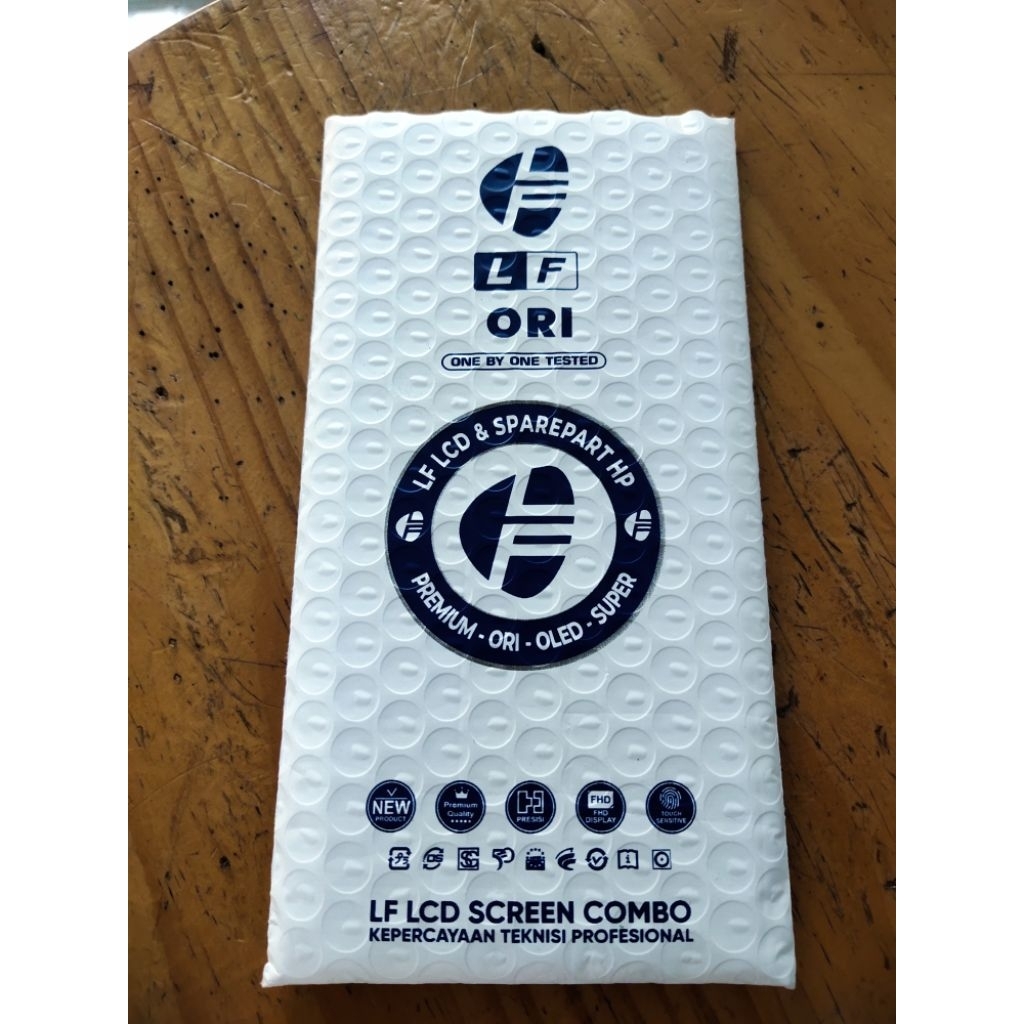 LF
ORI
ONE BY ONE TESTED
LF LCD & SPAREPART HP
PREMIUM - ORI - OLED - SUPER
NEW
PRODUCT
Premium
Quality
PRESISI
FHD
FHD
DISPLAY
TOUCH
SENSITIVE
LF LCD SCREEN COMBO
KEPERCAYAAN TEKNISI PROFESIONAL